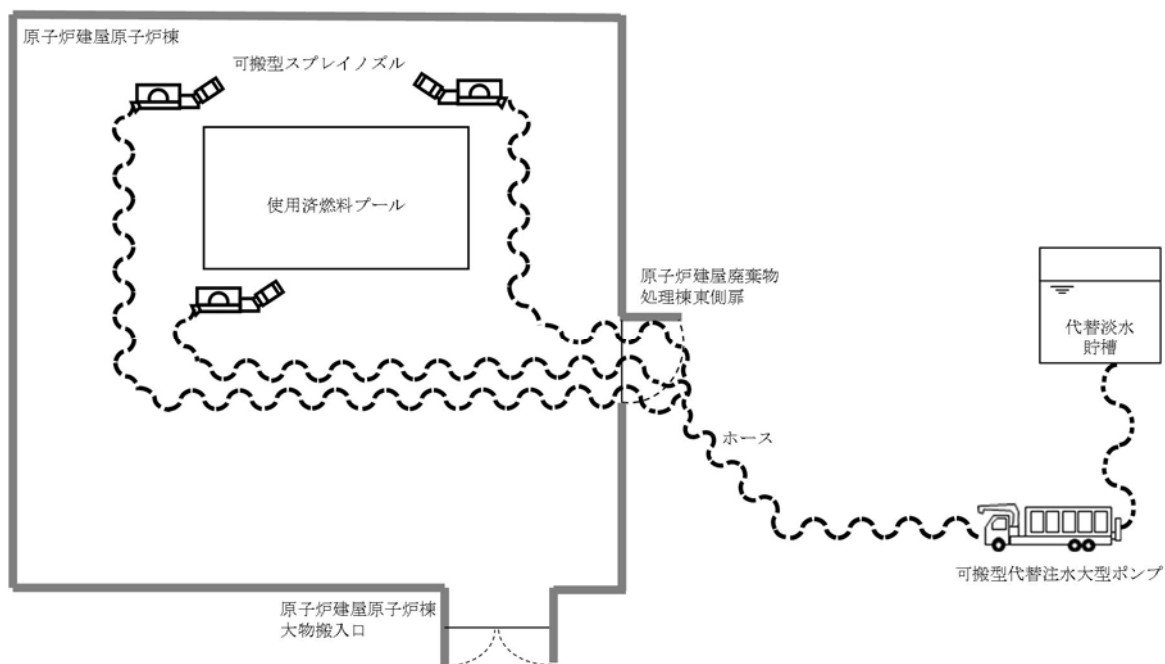 原子炉建屋原子炉棟
可搬型スプレイノズル
使用済燃料プール
原子炉建屋廃棄物
処理棟東側扉
代替淡水
貯槽
ホース
可搬型代替注水大型ポンプ
原子炉建屋原子炉棟
大物搬入口